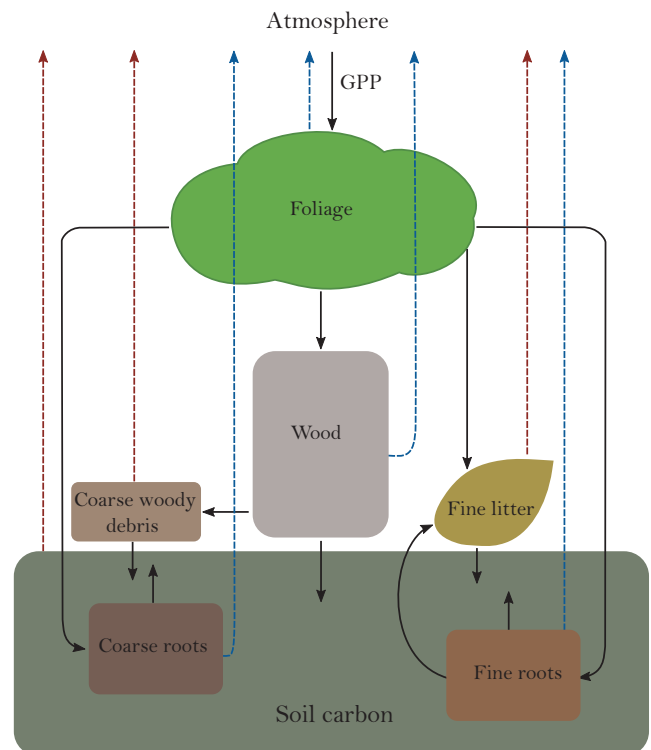 Atmosphere
GPP
Foliage
Wood
Coarse woody
debris
Fine litter
Coarse roots
Fine roots
Soil carbon